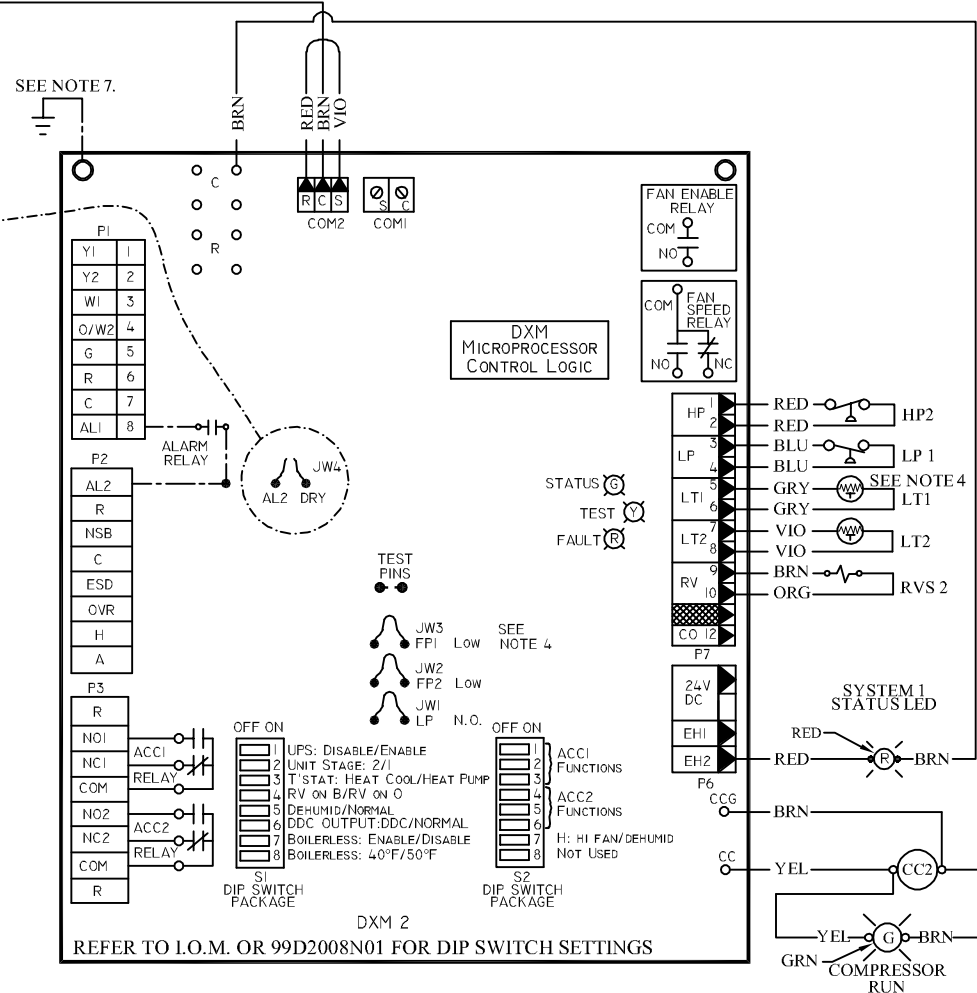 SEE NOTE 7.
BRN
RED
BRN
VIO
C
R
R C S
COM2
S C
COM1
FAN ENABLE
RELAY
COM
NO
FAN
SPEED
RELAY
COM
NO
NC
DXM
MICROPROCESSOR
CONTROL LOGIC
P1
Y1 1
Y2 2
W1 3
O/W2 4
G 5
R 6
C 7
AL1 8
ALARM
RELAY
P2
AL2
R
NSB
C
ESD
OVR
H
A
JW4
AL2 DRY
STATUS G
TEST Y
FAULT R
HP 1
2
LP 3
4
LT1 5
6
LT2 7
8
RV 9
10
CO 12
P7
RED
RED
HP2
BLU
BLU
LP 1
GRY
GRY
SEE NOTE 4
LT1
VIO
VIO
LT2
BRN
ORG
RVS 2
TEST
PINS
JW3
FP1 LOW
SEE
NOTE 4
JW2
FP2 LOW
JW1
LP N.O.
24V
DC
EH1
EH2
P6
SYSTEM 1
STATUS LED
RED
RED
R
BRN
P3
R
NO1
NC1
COM
ACC1
RELAY
NO2
NC2
COM
ACC2
RELAY
R
OFF ON
1 UPS: DISABLE/ENABLE
2 UNIT STAGE: 2/1
3 T'STAT: HEAT COOL/HEAT PUMP
4 RV ON B/RV ON O
5 DEHUMID/NORMAL
6 DDC OUTPUT:DDC/NORMAL
7 BOILERLESS: ENABLE/DISABLE
8 BOILERLESS: 40°F/50°F
S1
DIP SWITCH
PACKAGE
OFF ON
1
2
3
ACC1
FUNCTIONS
4
5
6
ACC2
FUNCTIONS
7 H: HI FAN/DEHUMID
8 NOT USED
S2
DIP SWITCH
PACKAGE
CCG
BRN
CC
YEL
CC2
YEL
G
BRN
GRN
COMPRESSOR
RUN
DXM 2
REFER TO I.O.M. OR 99D2008N01 FOR DIP SWITCH SETTINGS